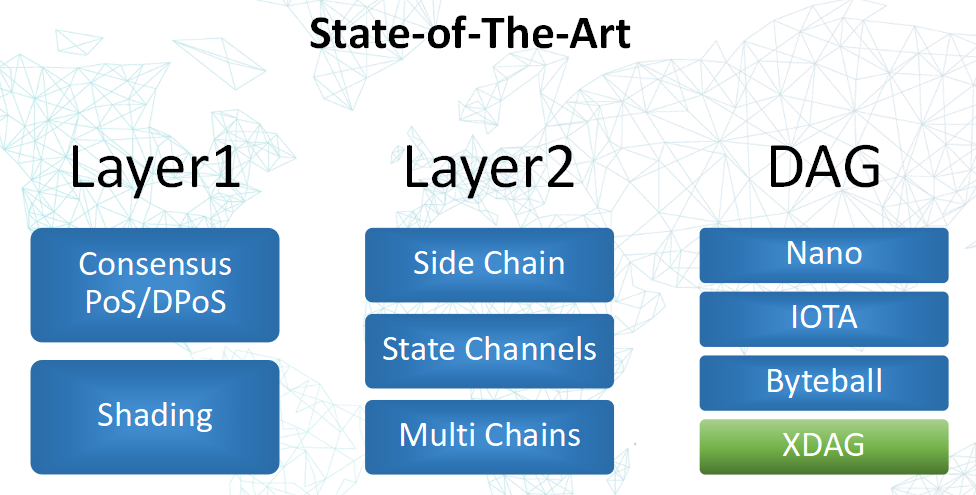 State-of-The-Art
Layer1
Consensus
PoS/DPoS
Shading
Layer2
Side Chain
State Channels
Multi Chains
DAG
Nano
IOTA
Byteball
XDAG